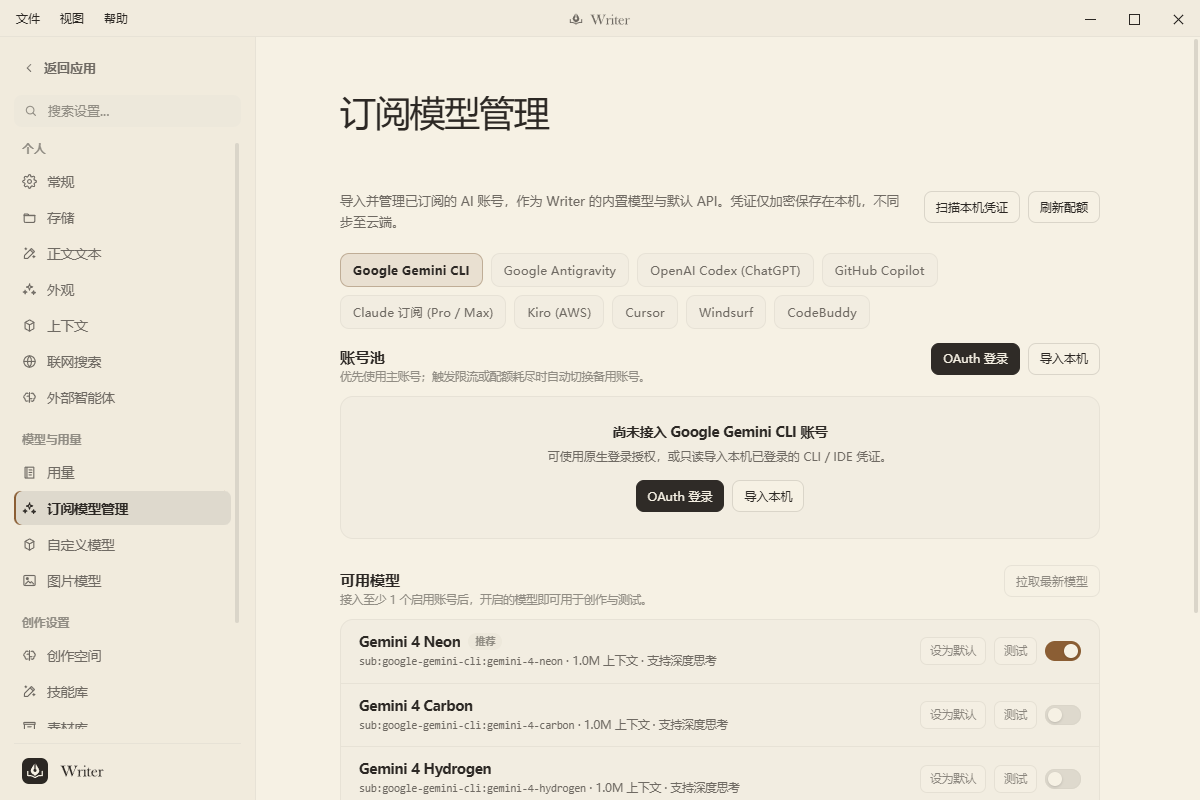 文件 视图 帮助
Writer
返回应用
搜索设置...
个人
常规
存储
正文文本
外观
上下文
联网搜索
外部智能体
模型与用量
用量
订阅模型管理
自定义模型
图片模型
创作设置
创作空间
技能库
素材库
Writer
订阅模型管理
导入并管理已订阅的 AI 账号，作为 Writer 的内置模型与默认 API。凭证仅加密保存在本机，不同
步至云端。
扫描本机凭证 刷新配额
Google Gemini CLI Google Antigravity OpenAI Codex (ChatGPT) GitHub Copilot
Claude 订阅 (Pro / Max) Kiro (AWS) Cursor Windsurf CodeBuddy
账号池
优先使用主账号；触发限流或配额耗尽时自动切换备用账号。
OAuth 登录 导入本机
尚未接入 Google Gemini CLI 账号
可使用原生登录授权，或只读导入本机已登录的 CLI / IDE 凭证。
OAuth 登录 导入本机
可用模型
接入至少 1 个启用账号后，开启的模型即可用于创作与测试。
拉取最新模型
Gemini 4 Neon 推荐
sub:google-gemini-cli:gemini-4-neon · 1.0M 上下文 · 支持深度思考
设为默认 测试
Gemini 4 Carbon
sub:google-gemini-cli:gemini-4-carbon · 1.0M 上下文 · 支持深度思考
设为默认 测试
Gemini 4 Hydrogen
sub:google-gemini-cli:gemini-4-hydrogen · 1.0M 上下文 · 支持深度思考
设为默认 测试